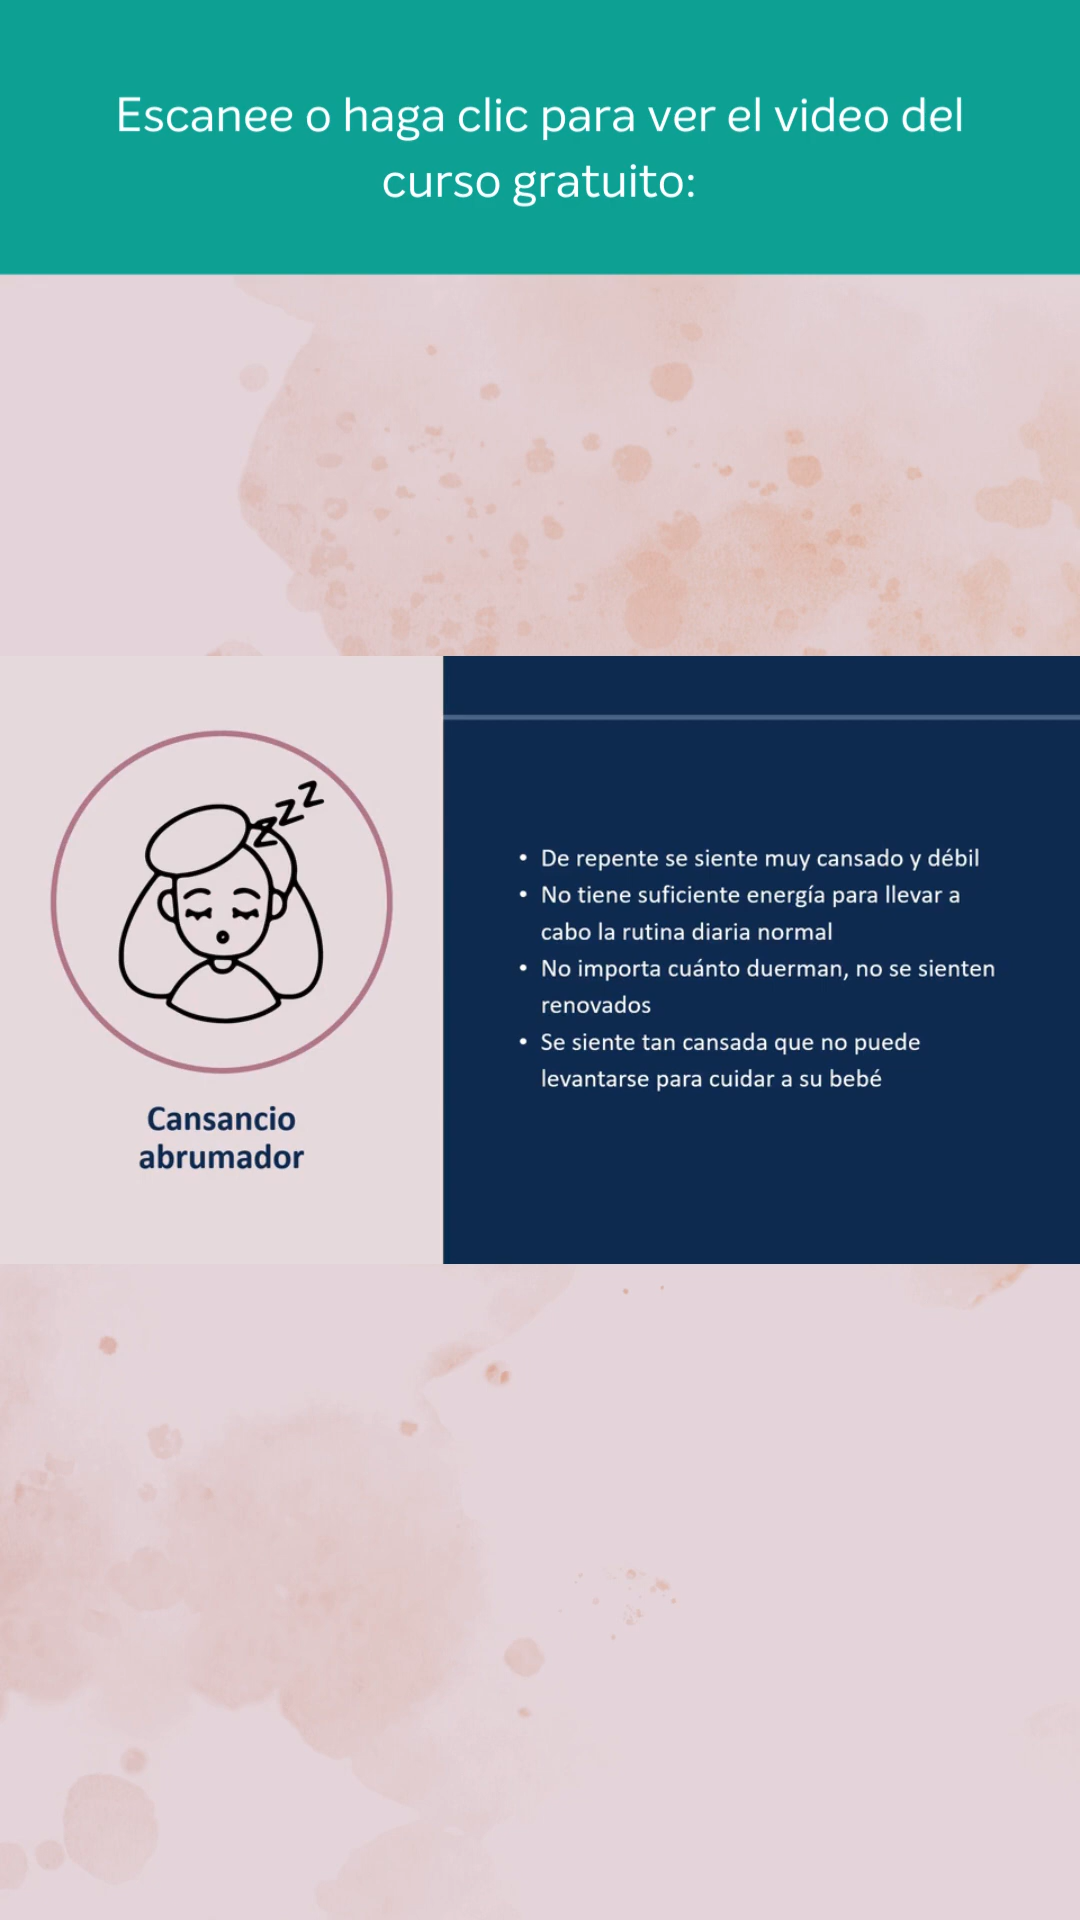 Escanee o haga clic para ver el video del
curso gratuito:
zzz
Cansancio
abrumador
• De repente se siente muy cansado y débil
• No tiene suficiente energía para llevar a
cabo la rutina diaria normal
• No importa cuánto duerman, no se sienten
renovados
• Se siente tan cansada que no puede
levantarse para cuidar a su bebé